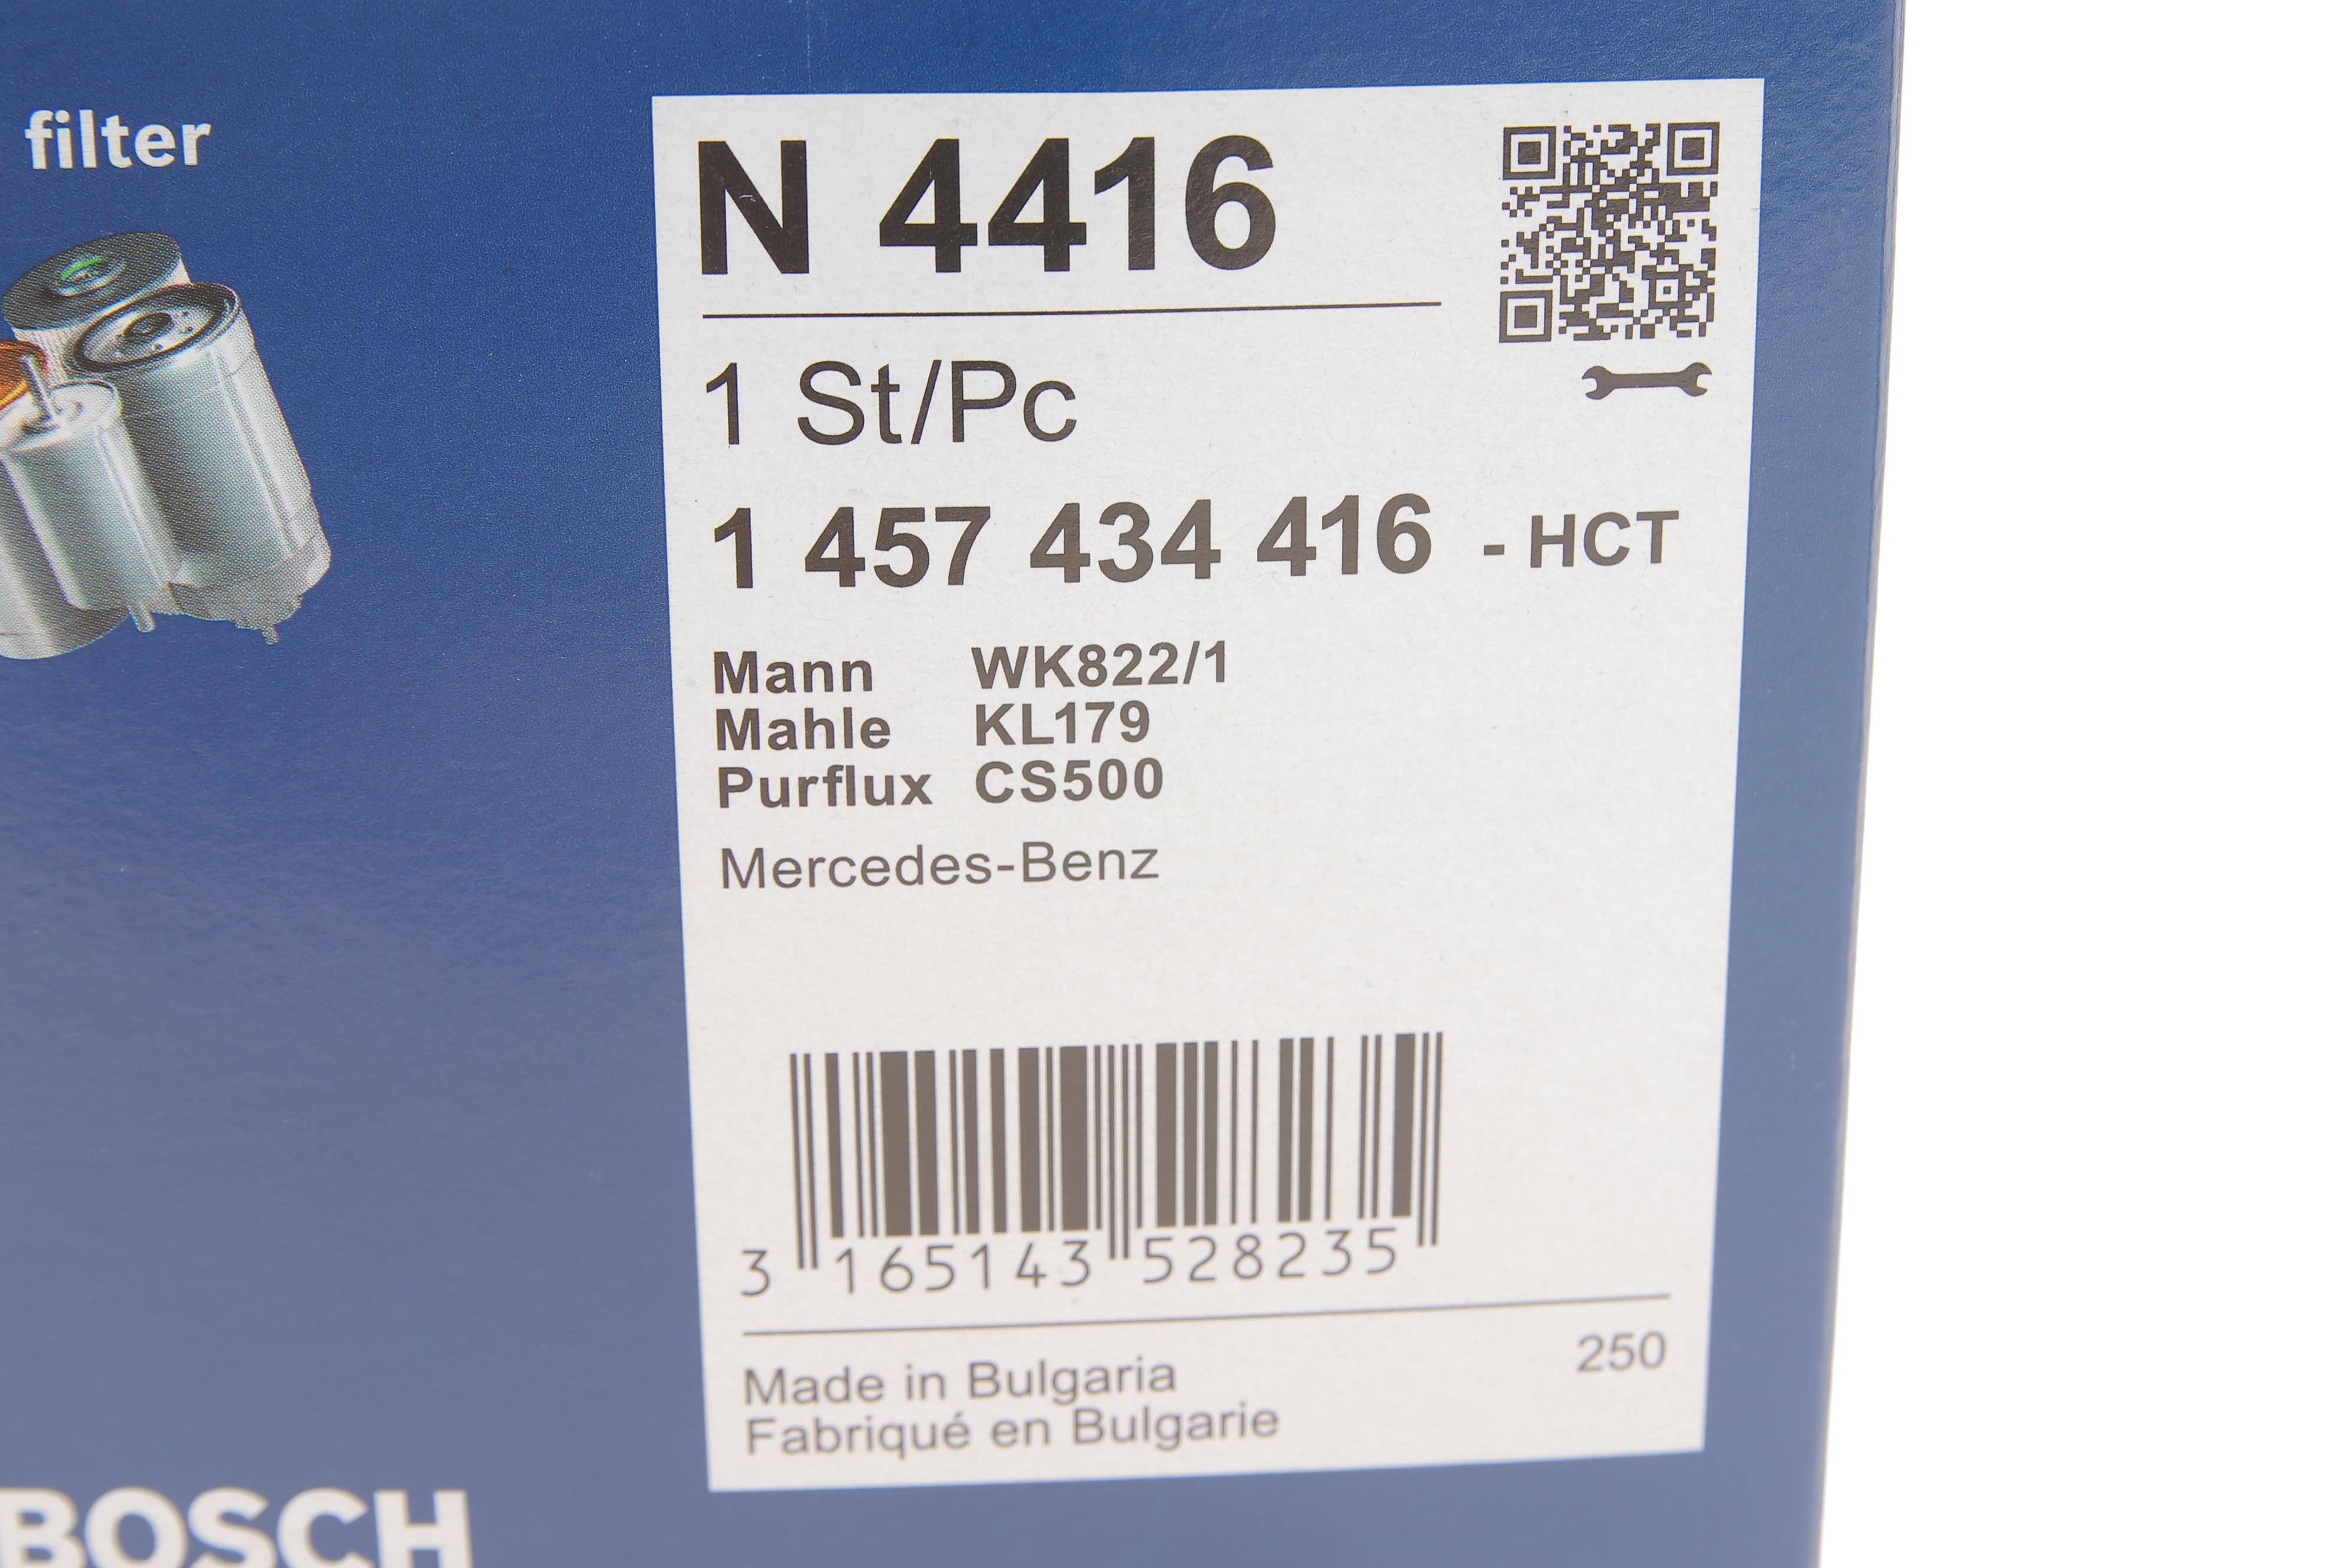 filter
N 4416
1 St/Pc
1 457 434 416 - HCT
Mann WK822/1
Mahle KL179
Purflux CS500
Mercedes-Benz
3 165143 528235
250
Made in Bulgaria
Fabriqué en Bulgarie
BOSCH